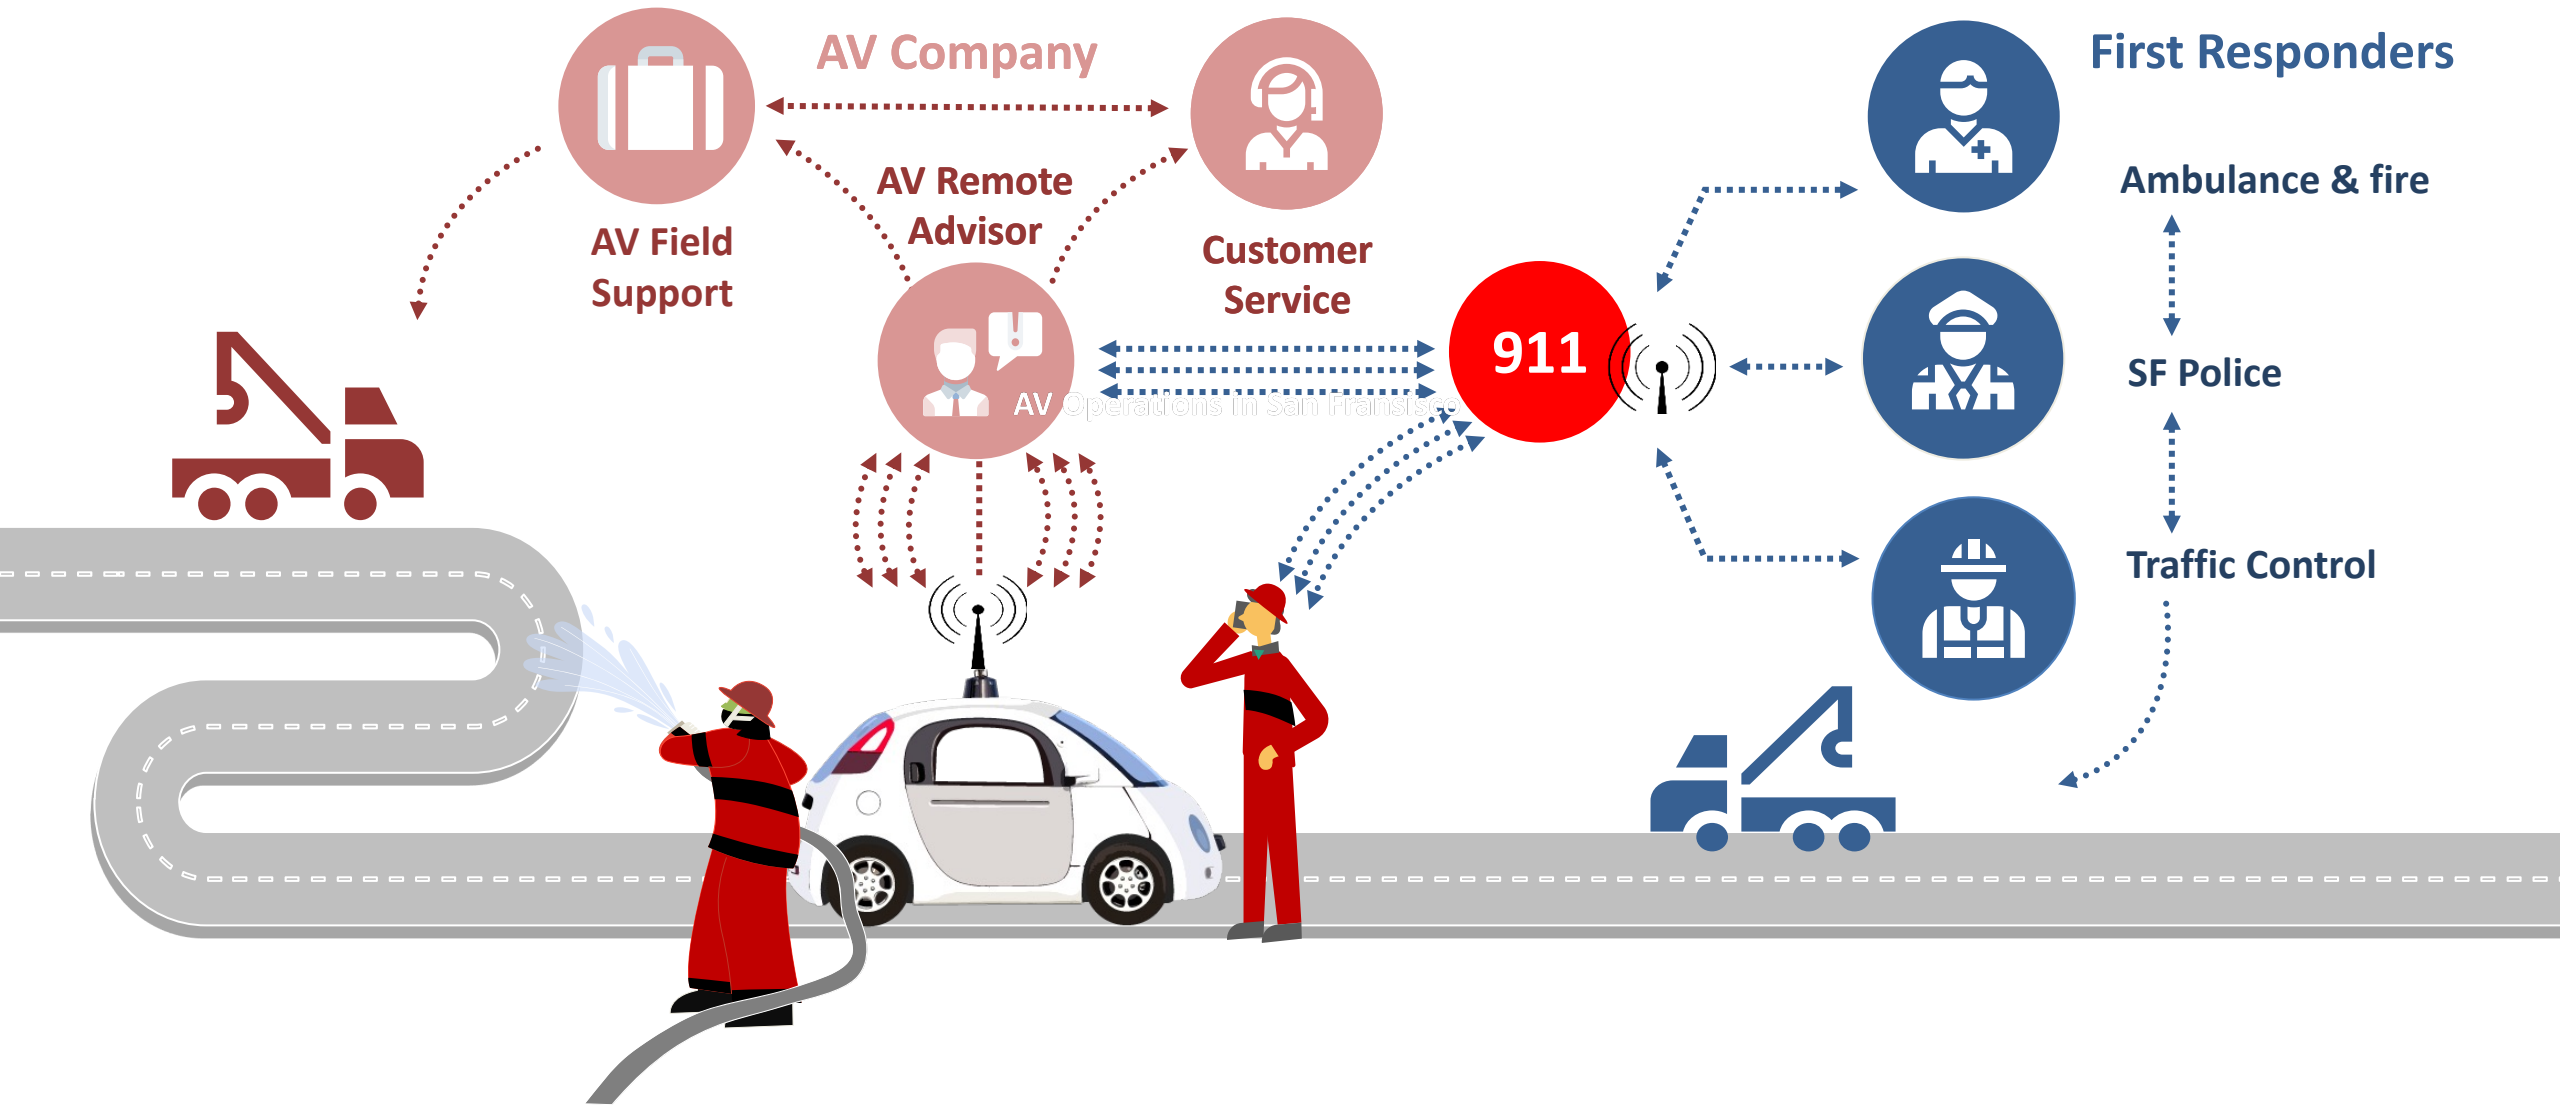 AV Company
First Responders
AV Remote
Advisor
Ambulance & fire
AV Field
Support
Customer
Service
911
SF Police
AV Operations in San Fransisco
Traffic Control